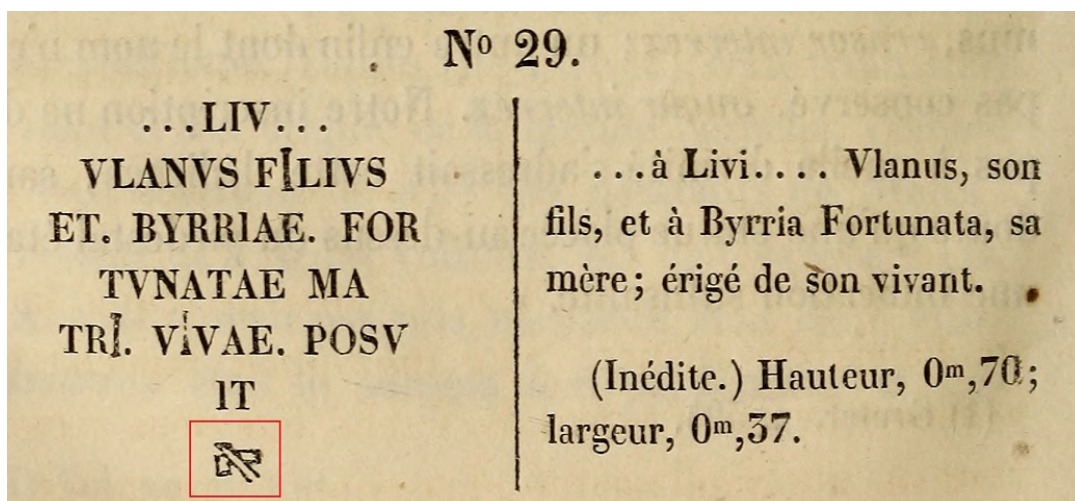 No 29.
...LIV...
VLANVS FILIVS
ET. BYRRIAE. FOR
TVNATAE MA
TRI. VIVAE. POSV
IT
...à Livi.... Vlanus, son
fils, et à Byrria Fortunata, sa
mère; érigé de son vivant.
(Inédite.) Hauteur, 0m,70;
largeur, 0m,37.